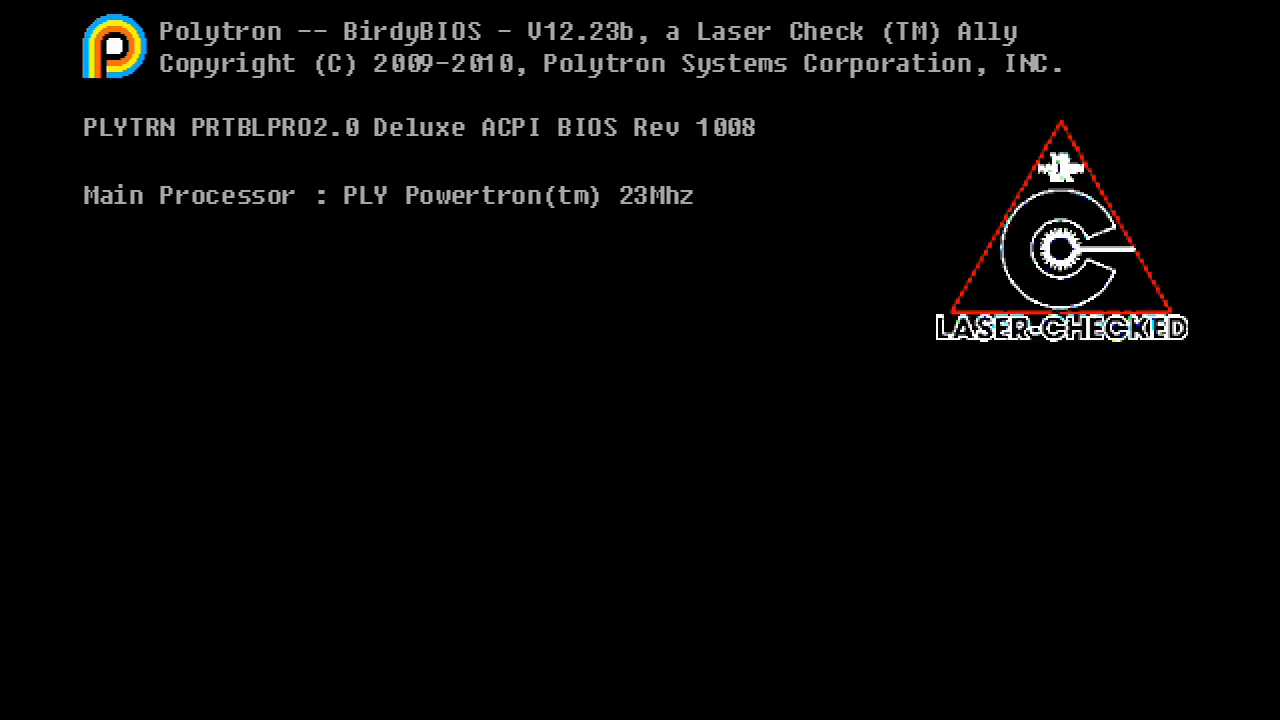 Polytron -- BirdyBIOS - V12.23b, a Laser Check (TM) Ally
Copyright (C) 2009-2010, Polytron Systems Corporation, INC.
PLYTRN PRTBLPRO2.0 Deluxe ACPI BIOS Rev 1008
Main Processor : PLY Powertron(tm) 23Mhz
LASER-CHECKED